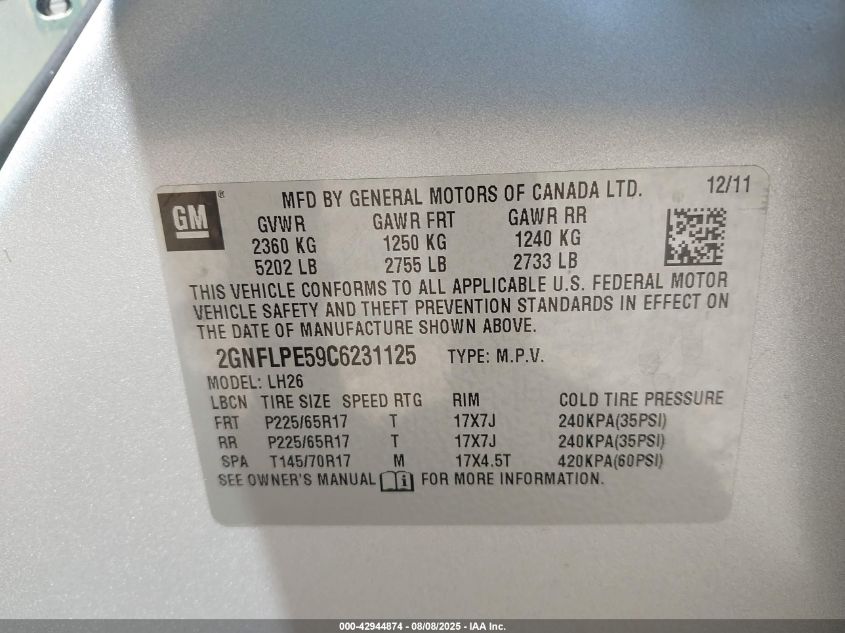 GM ® MFD BY GENERAL MOTORS OF CANADA LTD. 12/11
GVWR GAWR FRT GAWR RR
2360 KG 1250 KG 1240 KG
5202 LB 2755 LB 2733 LB
THIS VEHICLE CONFORMS TO ALL APPLICABLE U.S. FEDERAL MOTOR
VEHICLE SAFETY AND THEFT PREVENTION STANDARDS IN EFFECT ON
THE DATE OF MANUFACTURE SHOWN ABOVE.
2GNFLPE59C6231125 TYPE: M.P.V.
MODEL: LH26
LBCN TIRE SIZE SPEED RTG RIM COLD TIRE PRESSURE
FRT P225/65R17 T 17X7J 240KPA(35PSI)
RR P225/65R17 T 17X7J 240KPA(35PSI)
SPA T145/70R17 M 17X4.5T 420KPA(60PSI)
SEE OWNER'S MANUAL i FOR MORE INFORMATION.
000-42944874 - 08/08/2025 - IAA Inc.